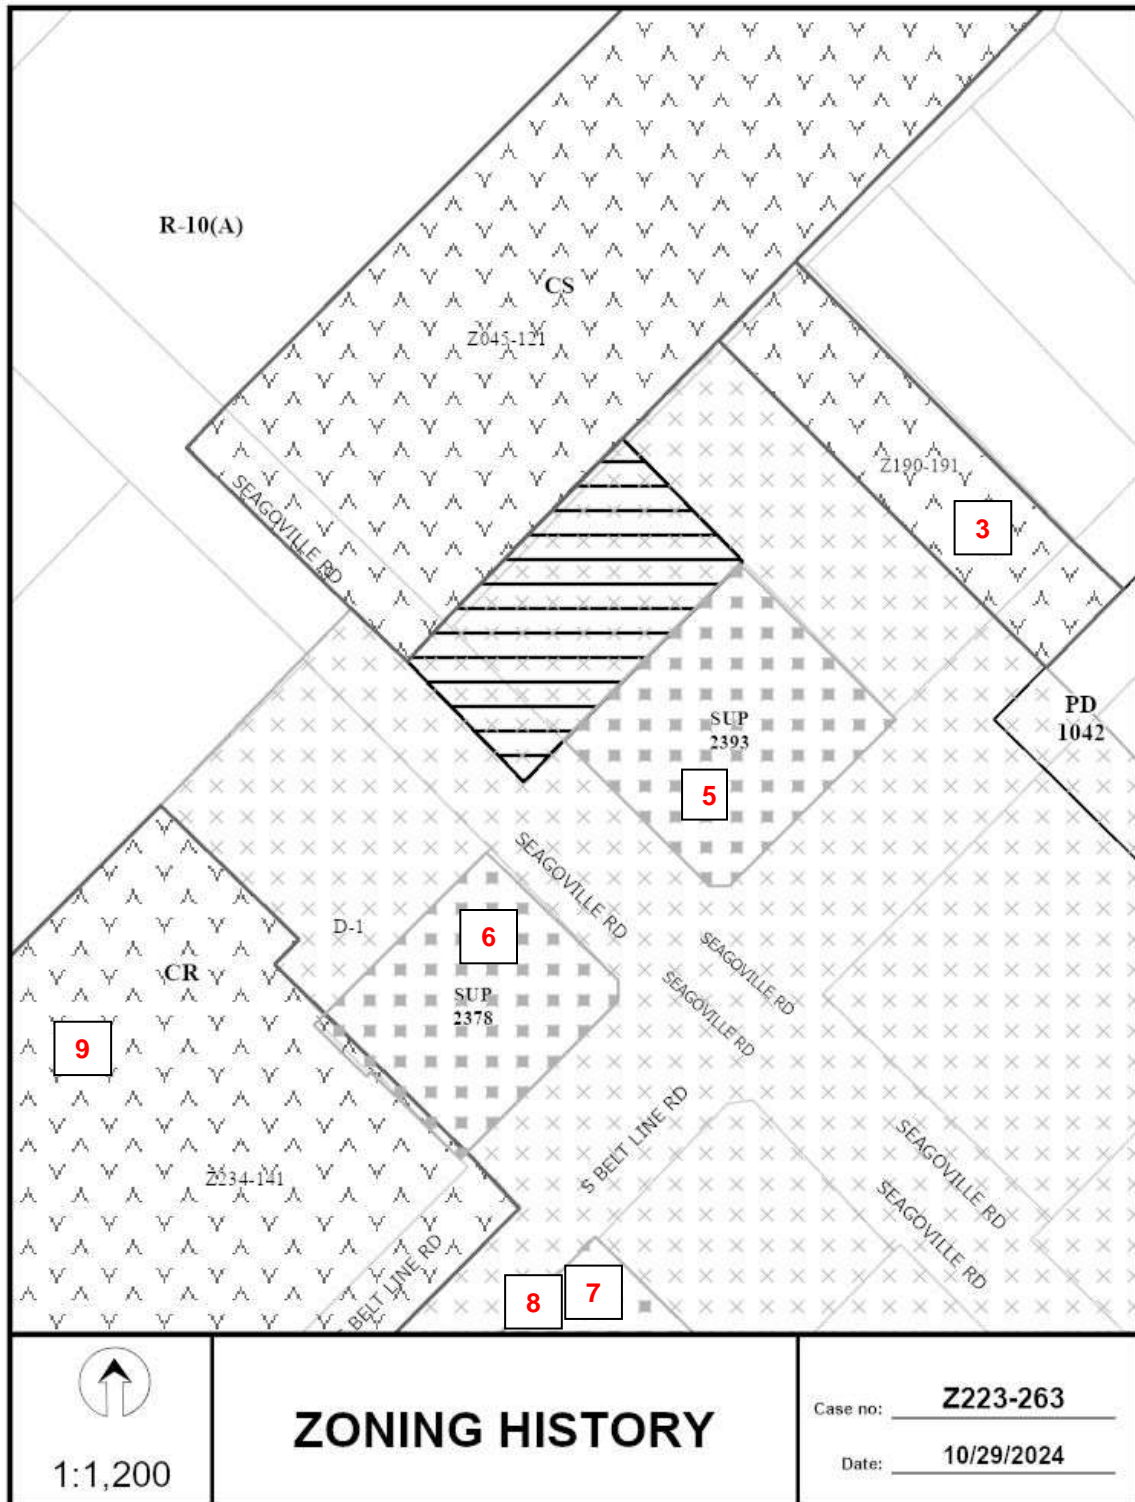 R-10(A)
CS
Z045-121
Z190-191
SEAGOVILLE RD
3
PD
1042
SUP
2393
5
SEAGOVILLE RD
D-1
6
SEAGOVILLE RD
SEAGOVILLE RD
CR
SUP
2378
9
S BELT LINE RD
SEAGOVILLE RD
SEAGOVILLE RD
Z234-141
BELT LINE RD
8
7
1:1,200
ZONING HISTORY
Case no: Z223-263
Date: 10/29/2024